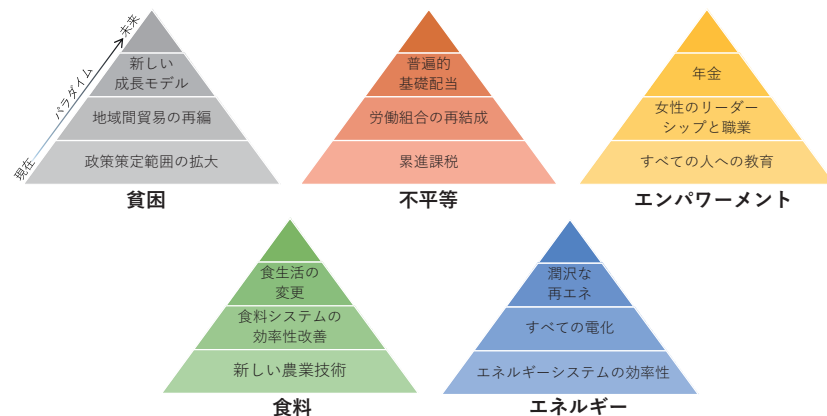 未来
パラダイム
現在
新しい
成長モデル
地域間貿易の再編
政策策定範囲の拡大
貧困
普遍的
基礎配当
労働組合の再結成
累進課税
不平等
年金
女性のリーダー
シップと職業
すべての人への教育
エンパワーメント
食生活の
変更
食料システムの
効率性改善
新しい農業技術
食料
潤沢な
再エネ
すべての電化
エネルギーシステムの効率性
エネルギー